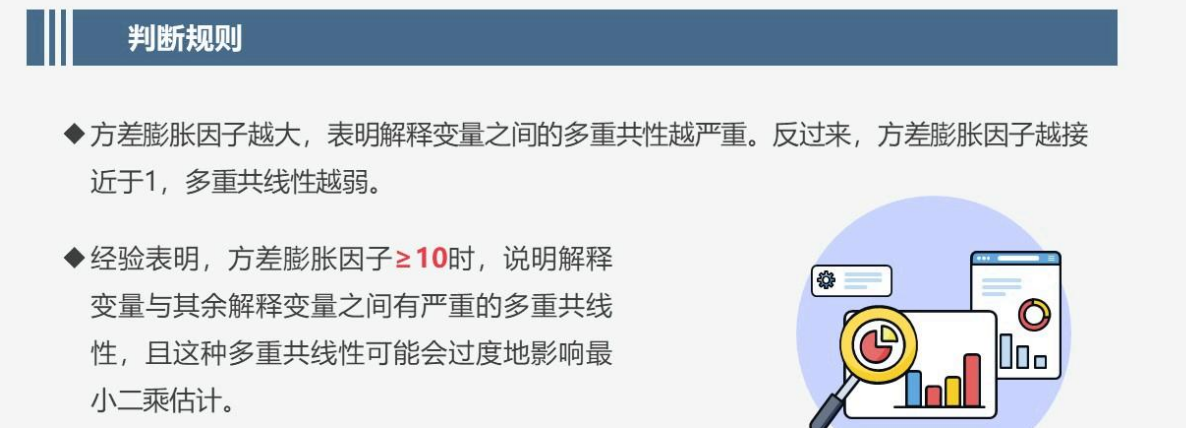 判断规则
◆方差膨胀因子越大，表明解释变量之间的多重共性越严重。反过来，方差膨胀因子越接
近于1，多重共线性越弱。
◆经验表明，方差膨胀因子≥10时，说明解释
变量与其余解释变量之间有严重的多重共线
性，且这种多重共线性可能会过度地影响最
小二乘估计。